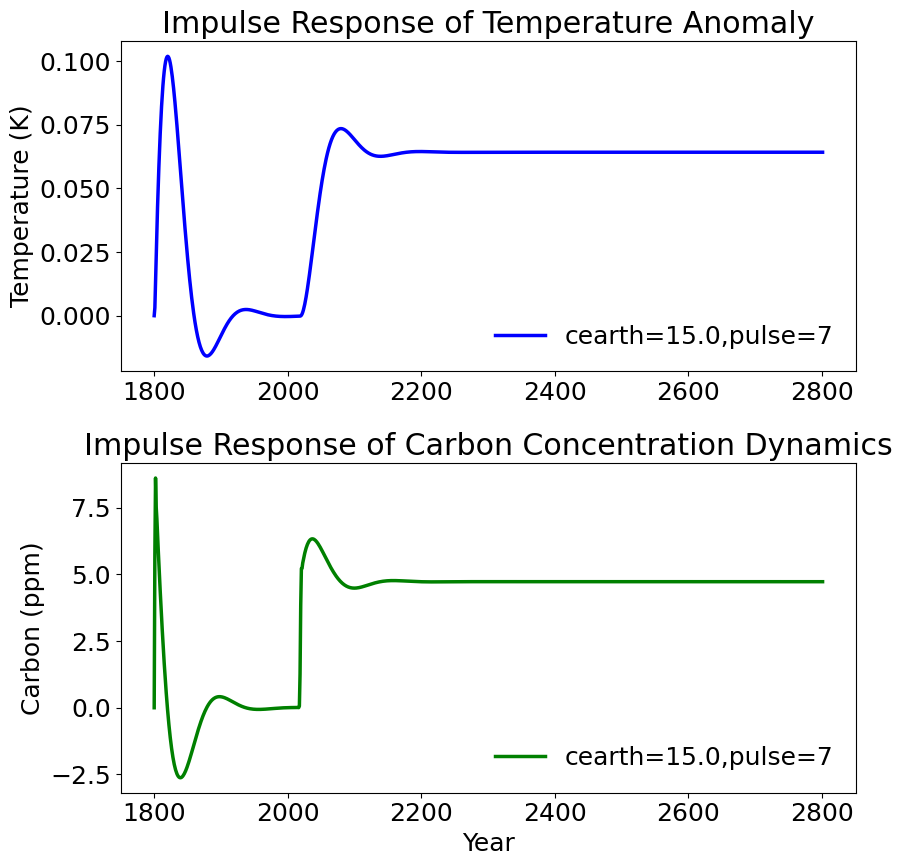 Impulse Response of Temperature Anomaly
Temperature (K)
0.100
0.075
0.050
0.025
0.000
cearth=15.0,pulse=7
1800 2000 2200 2400 2600 2800
Impulse Response of Carbon Concentration Dynamics
Carbon (ppm)
7.5
5.0
2.5
0.0
−2.5
cearth=15.0,pulse=7
1800 2000 2200 2400 2600 2800
Year